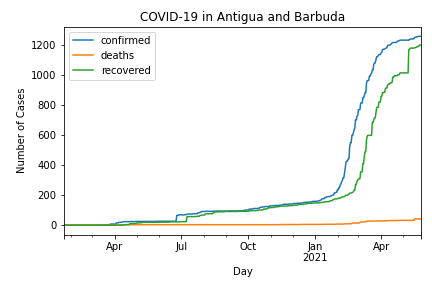 COVID-19 in Antigua and Barbuda
confirmed
deaths
recovered
Number of Cases
1200
1000
800
600
400
200
0
Apr
Jul
Oct
Jan
2021
Apr
Day